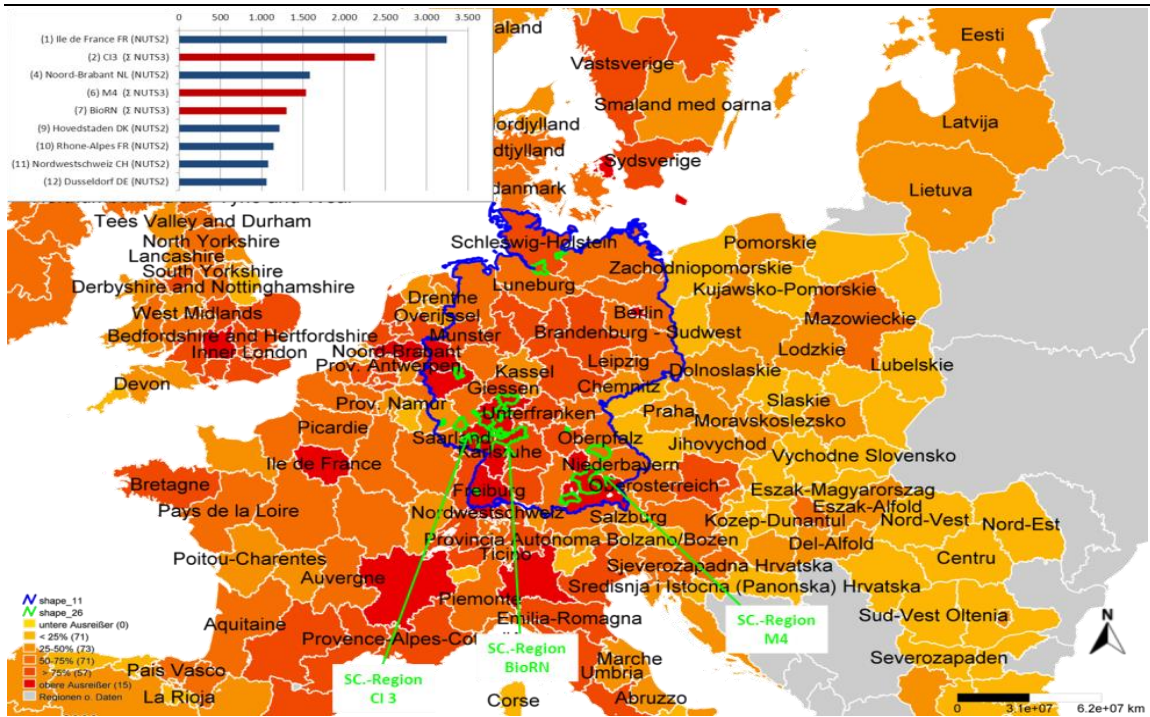 0 500 1.000 1.500 2.000 2.500 3.000 3.500
(1) Ile de France FR (NUTS2)
(2) CI3 (Σ NUTS3)
(4) Noord-Brabant NL (NUTS2)
(6) M4 (Σ NUTS3)
(7) BioRN (Σ NUTS3)
(9) Hovedstaden DK (NUTS2)
(10) Rhone-Alpes FR (NUTS2)
(11) Nordwestschweiz CH (NUTS2)
(12) Dusseldorf DE (NUTS2)
Eesti
Vastsverige
Smaland med oarna
Latvija
Sydsverige
Lietuva
Tees Valley and Durham
North Yorkshire
Lancashire
South Yorkshire
Derbyshire and Nottinghamshire
West Midlands
Bedfordshire and Hertfordshire
Inner London
Devon
Schleswig-Holstein
Luneburg
Pomorskie
Zachodniopomorskie
Kujawsko-Pomorskie
Drenthe
Overijssel
Munster
Berlin
Brandenburg - Sudwest
Mazowieckie
Noord-Brabant
Prov. Antwerpen
Leipzig
Lodzkie
Lubelskie
Kassel
Giessen
Chemnitz
Dolnoslaskie
Prov. Namur
Unterfranken
Praha
Slaskie
Moravskoslezsko
Picardie
Saarland
Karlsruhe
Oberpfalz
Jihovychod
Vychodne Slovensko
Ile de France
Niederbayern
Oberosterreich
Bretagne
Freiburg
Eszak-Magyarorszag
Pays de la Loire
Nordwestschweiz
Salzburg
Kozep-Dunantul
Eszak-Alfold
Nord-Vest
Nord-Est
Provincia Autonoma Bolzano/Bozen
Del-Alfold
Poitou-Charentes
Ticino
Sjeverozapadna Hrvatska
Centru
Auvergne
Piemonte
Sredisnja i Istocna (Panonska) Hrvatska
Emilia-Romagna
Sud-Vest Oltenia
Aquitaine
Provence-Alpes-Col
Severozapaden
Pais Vasco
La Rioja
Corse
Marche
Umbria
Abruzzo
SC.-Region
CI 3
SC.-Region
BioRN
SC.-Region
M4
shape_11
shape_26
untere Ausreißer (0)
< 25% (71)
25-50% (73)
50-75% (71)
> 75% (57)
obere Ausreißer (15)
Regionen o. Daten
N
0 3.1e+07 6.2e+07 km